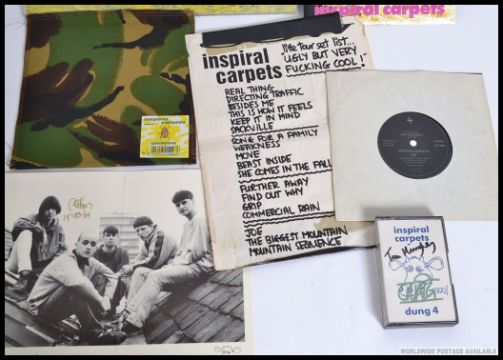 inspiral carpets
inspiral
carpets
life Tour set list...
"UGLY BUT VERY
FUCKING COOL!"
REAL THING
DIRECTING TRAFFIC
BESIDES ME
THIS IS HOW IT FEELS
KEEP IT IN MIND
SACKVILLE
SONG FOR A FAMILY
WEAKNESS
MOVE
BEAST INSIDE
SHE COMES IN THE FALL
FURTHER AWAY
FIND OUT WHY
GRIP
COMMERCIAL RAIN
JOE
THE BIGGEST MOUNTAIN
MOUNTAIN SEQUENCE
inspiral
carpets
dung 4
WORLDWIDE POSTAGE AVAILABLE